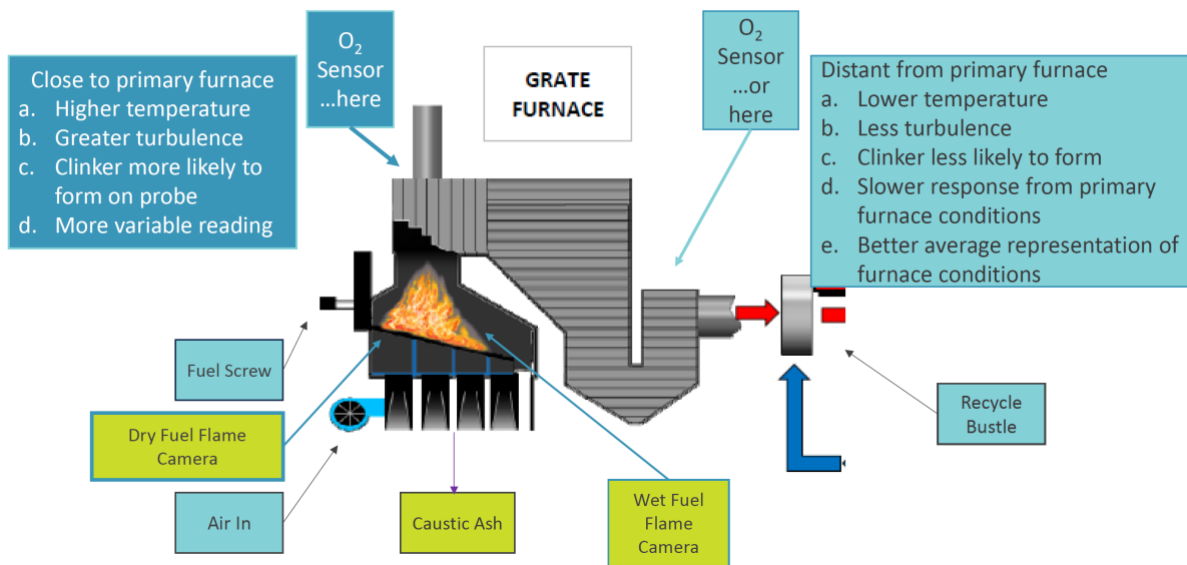 O₂
Sensor
...here
GRATE
FURNACE
O₂
Sensor
...or
here
Close to primary furnace
a. Higher temperature
b. Greater turbulence
c. Clinker more likely to
form on probe
d. More variable reading
Distant from primary furnace
a. Lower temperature
b. Less turbulence
c. Clinker less likely to form
d. Slower response from primary
furnace conditions
e. Better average representation of
furnace conditions
Fuel Screw
Dry Fuel Flame
Camera
Air In
Caustic Ash
Wet Fuel
Flame
Camera
Recycle
Bustle